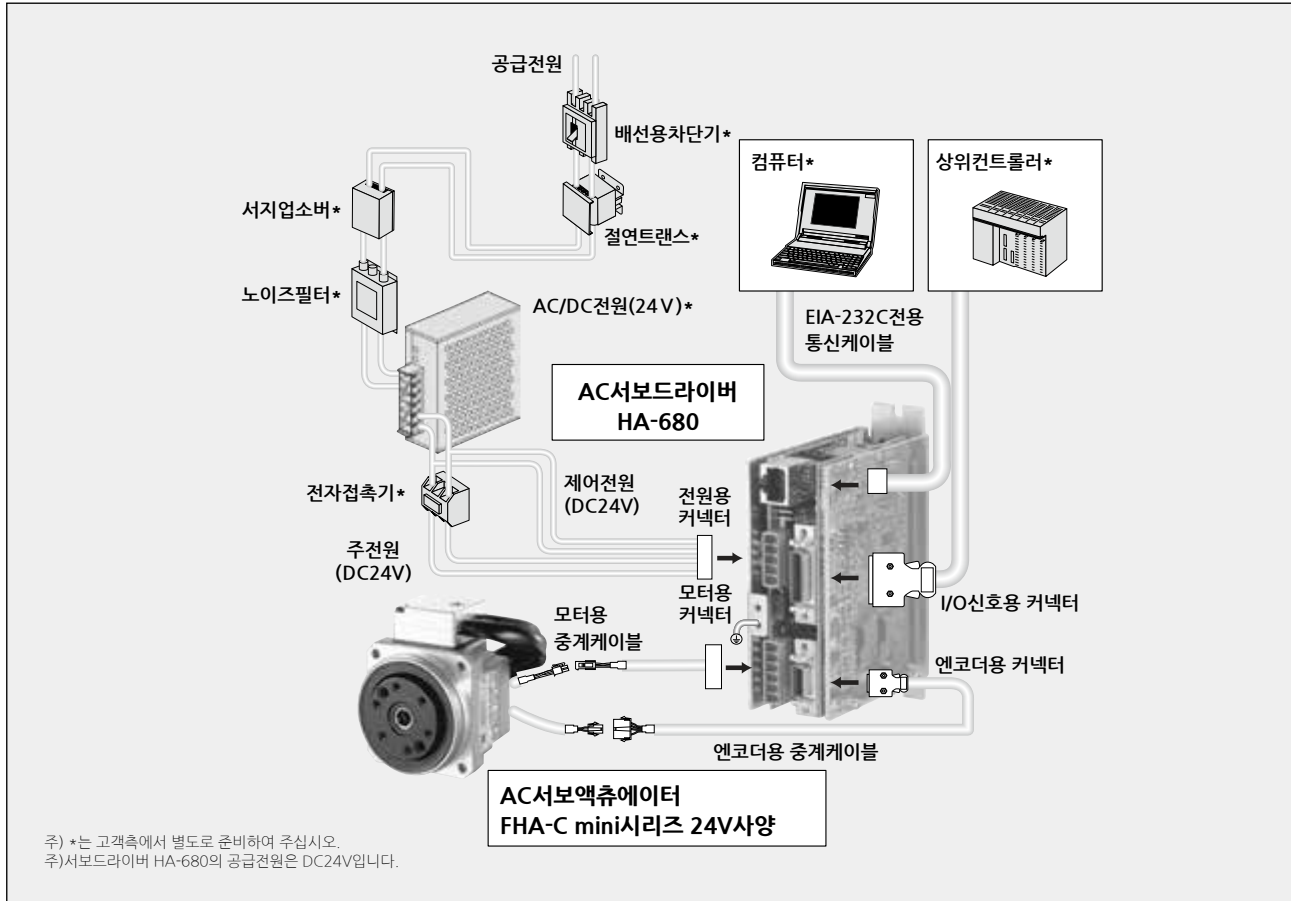 공급전원
배선용차단기*
컴퓨터*
상위컨트롤러*
서지업소버*
절연트랜스*
노이즈필터*
AC/DC전원(24V)*
EIA-232C전용
통신케이블
AC서보드라이버
HA-680
전자접촉기*
제어전원
(DC24V)
전원용
커넥터
주전원
(DC24V)
모터용
커넥터
I/O신호용 커넥터
모터용
중계케이블
엔코더용 커넥터
엔코더용 중계케이블
AC서보액츄에이터
FHA-C mini시리즈 24V사양
주) *는 고객측에서 별도로 준비하여 주십시오.
주)서보드라이버 HA-680의 공급전원은 DC24V입니다.